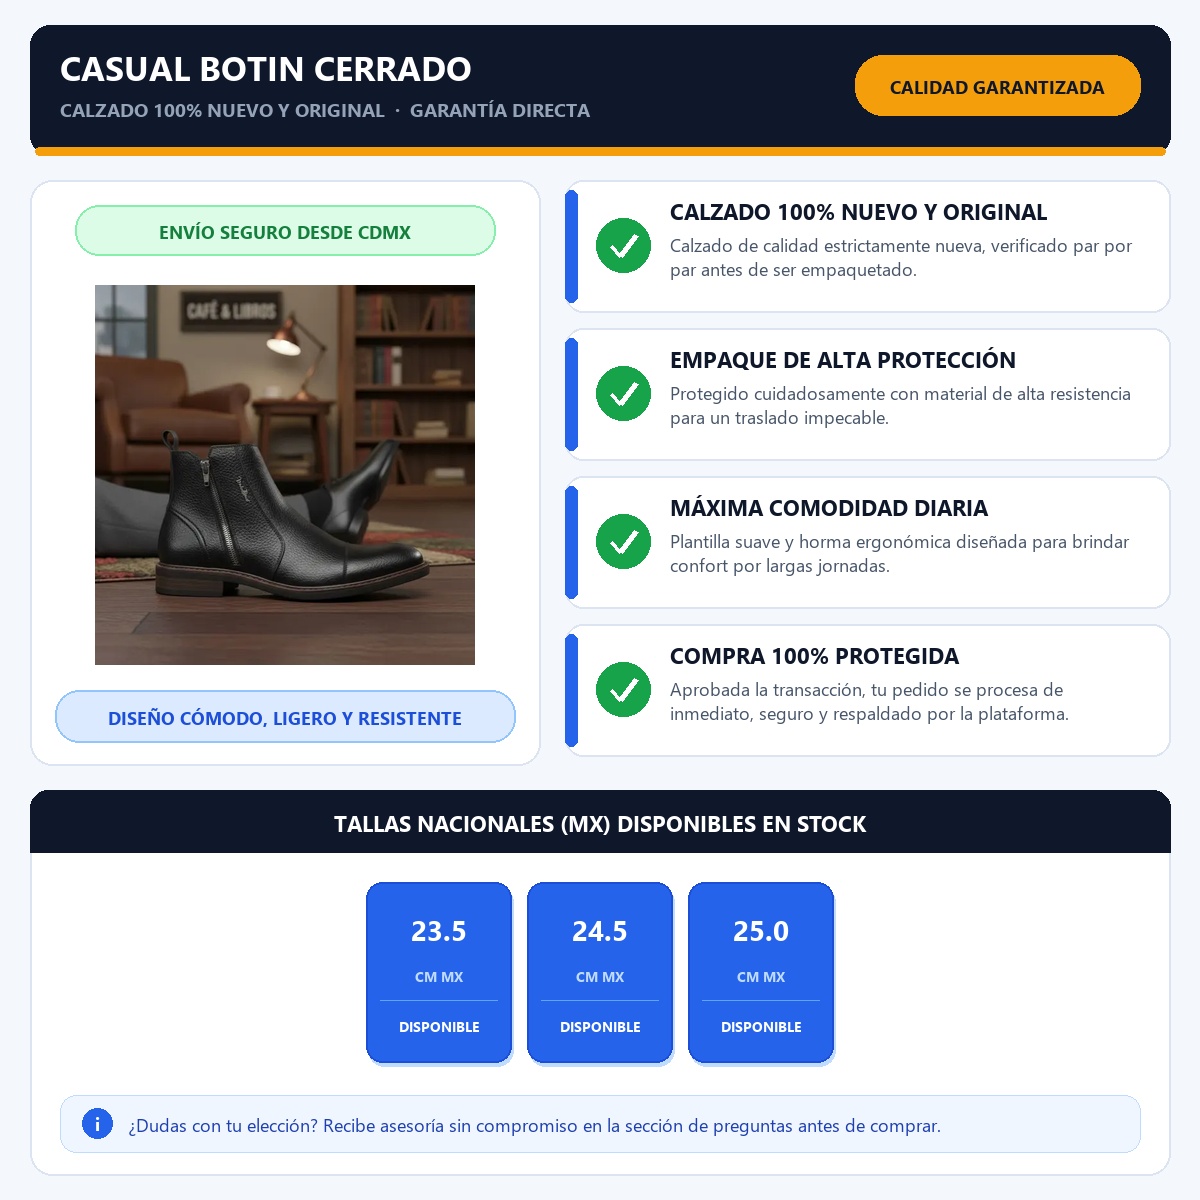 CASUAL BOTIN CERRADO
CALZADO 100% NUEVO Y ORIGINAL · GARANTÍA DIRECTA
CALIDAD GARANTIZADA
ENVÍO SEGURO DESDE CDMX
CAFÉ & LIBROS
DISEÑO CÓMODO, LIGERO Y RESISTENTE
CALZADO 100% NUEVO Y ORIGINAL
Calzado de calidad estrictamente nueva, verificado par por
par antes de ser empaquetado.
EMPAQUE DE ALTA PROTECCIÓN
Protegido cuidadosamente con material de alta resistencia
para un traslado impecable.
MÁXIMA COMODIDAD DIARIA
Plantilla suave y horma ergonómica diseñada para brindar
confort por largas jornadas.
COMPRA 100% PROTEGIDA
Aprobada la transacción, tu pedido se procesa de
inmediato, seguro y respaldado por la plataforma.
TALLAS NACIONALES (MX) DISPONIBLES EN STOCK
23.5
CM MX
DISPONIBLE
24.5
CM MX
DISPONIBLE
25.0
CM MX
DISPONIBLE
¿Dudas con tu elección? Recibe asesoría sin compromiso en la sección de preguntas antes de comprar.